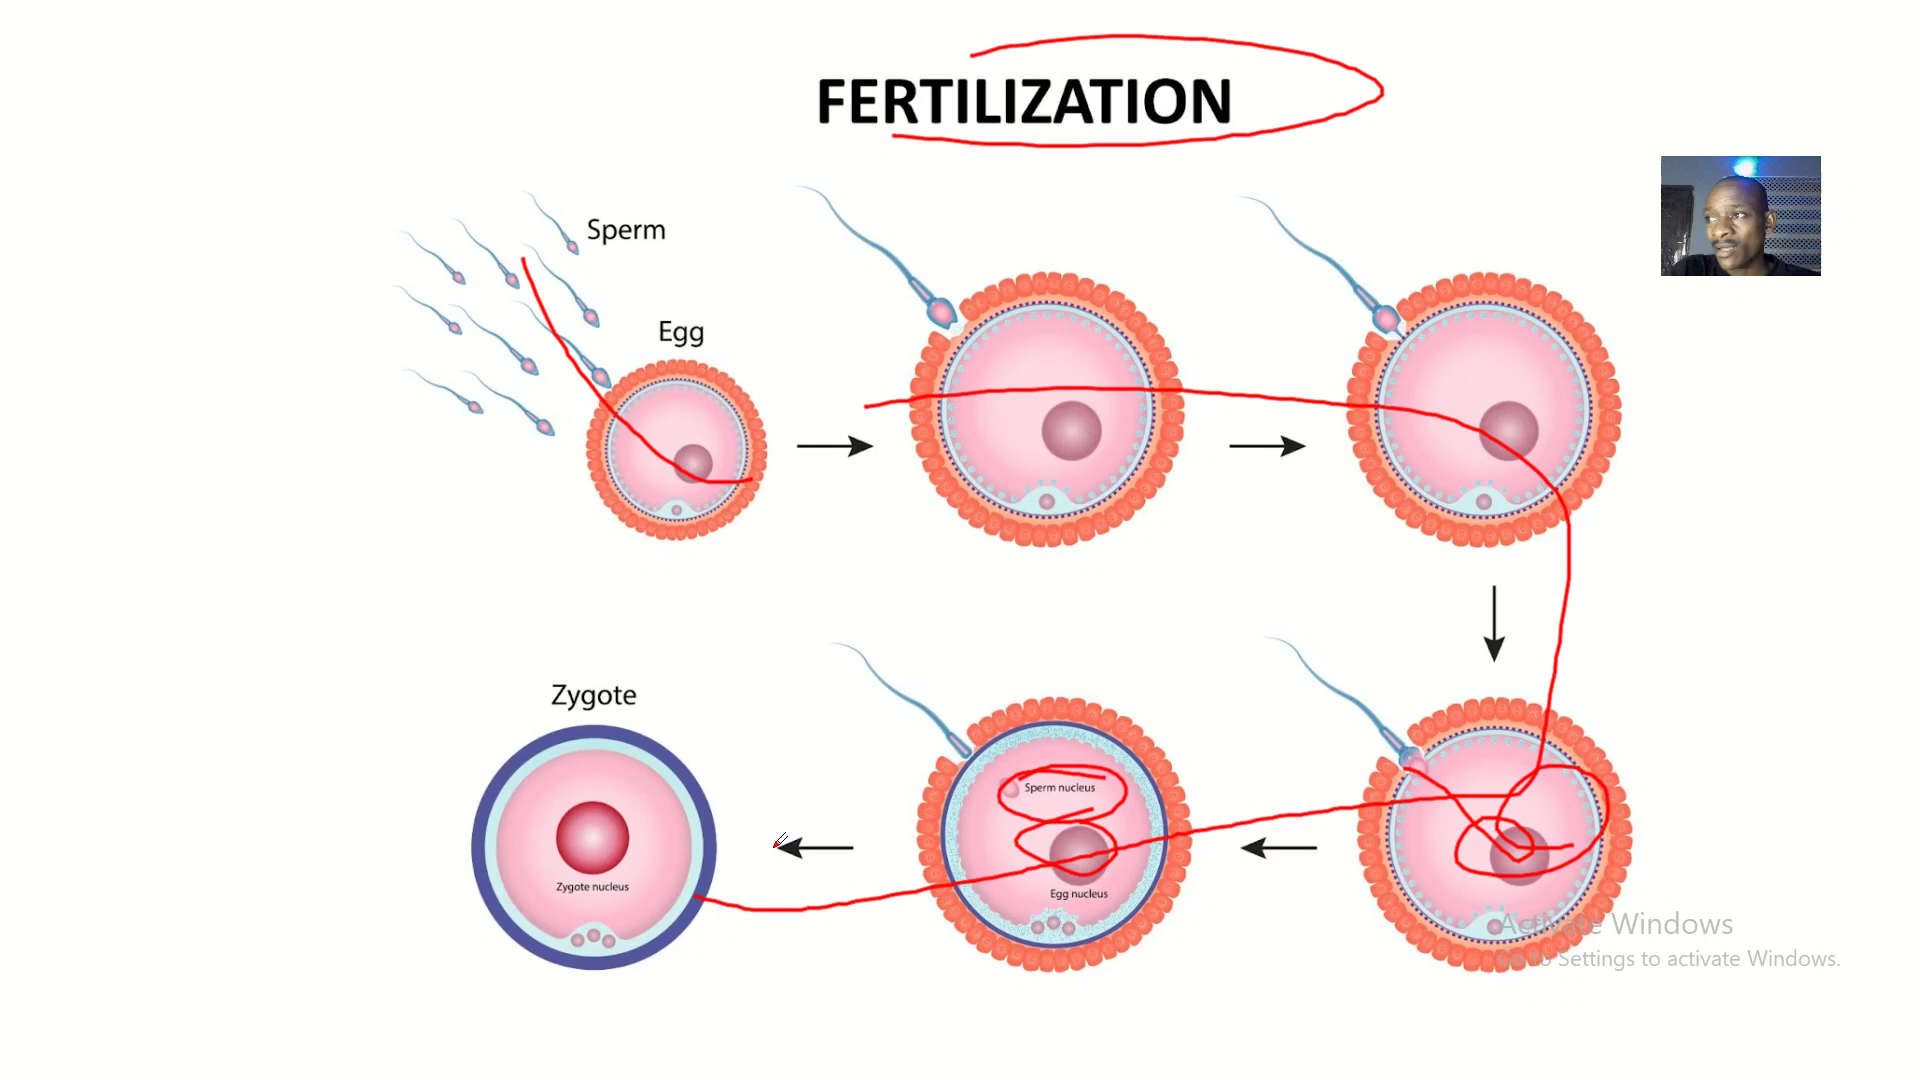 FERTILIZATION
Sperm
Egg
Zygote
Sperm nucleus
Zygote nucleus
Egg nucleus
Activate Windows
Go to Settings to activate Windows.